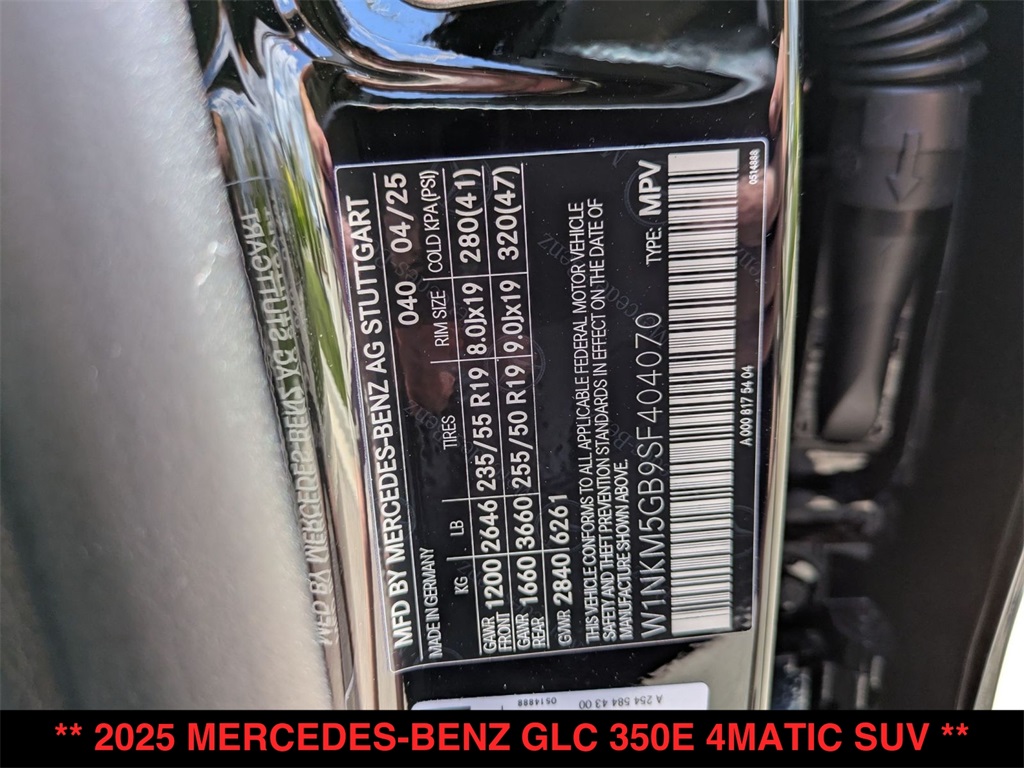 MFD BY MERCEDES-BENZ AG STUTTGART 040 04/25
MADE IN GERMANY
KG LB TIRES RIM SIZE COLD KPA(PSI)
GAWR FRONT 1200 2646 235/55 R19 8.0Jx19 280(41)
GAWR REAR 1660 3660 255/50 R19 9.0Jx19 320(47)
GVWR 2840 6261
THIS VEHICLE CONFORMS TO ALL APPLICABLE FEDERAL MOTOR VEHICLE
SAFETY AND THEFT PREVENTION STANDARDS IN EFFECT ON THE DATE OF
MANUFACTURE SHOWN ABOVE.
W1NKM5GB9SF404070 TYPE: MPV
A 000 817 54 04 0514888
A 254 584 43 00
0514888
** 2025 MERCEDES-BENZ GLC 350E 4MATIC SUV **